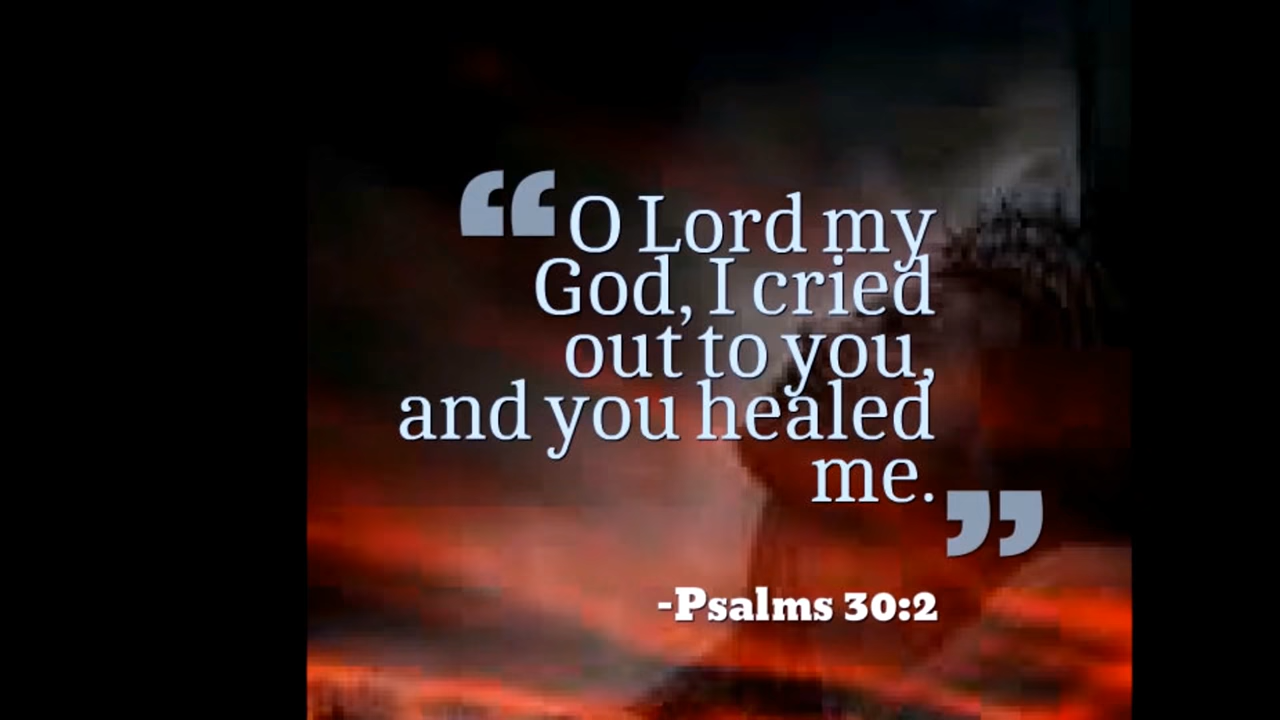 “O Lord my
God, I cried
out to you,
and you healed
me.”
-Psalms 30:2